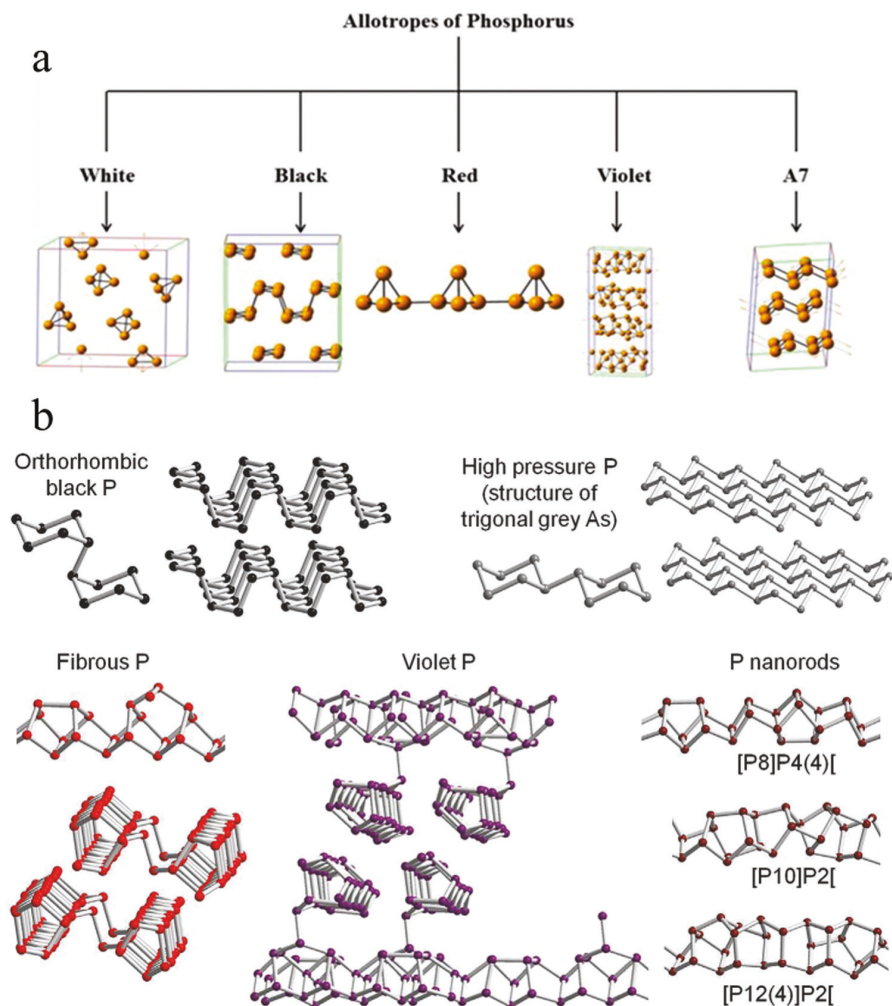 Allotropes of Phosphorus
a
White
Black
Red
Violet
A7
b
Orthorhombic
black P
High pressure P
(structure of
trigonal grey As)
Fibrous P
Violet P
P nanorods
[P8]P4(4)[
[P10]P2[
[P12(4)]P2[